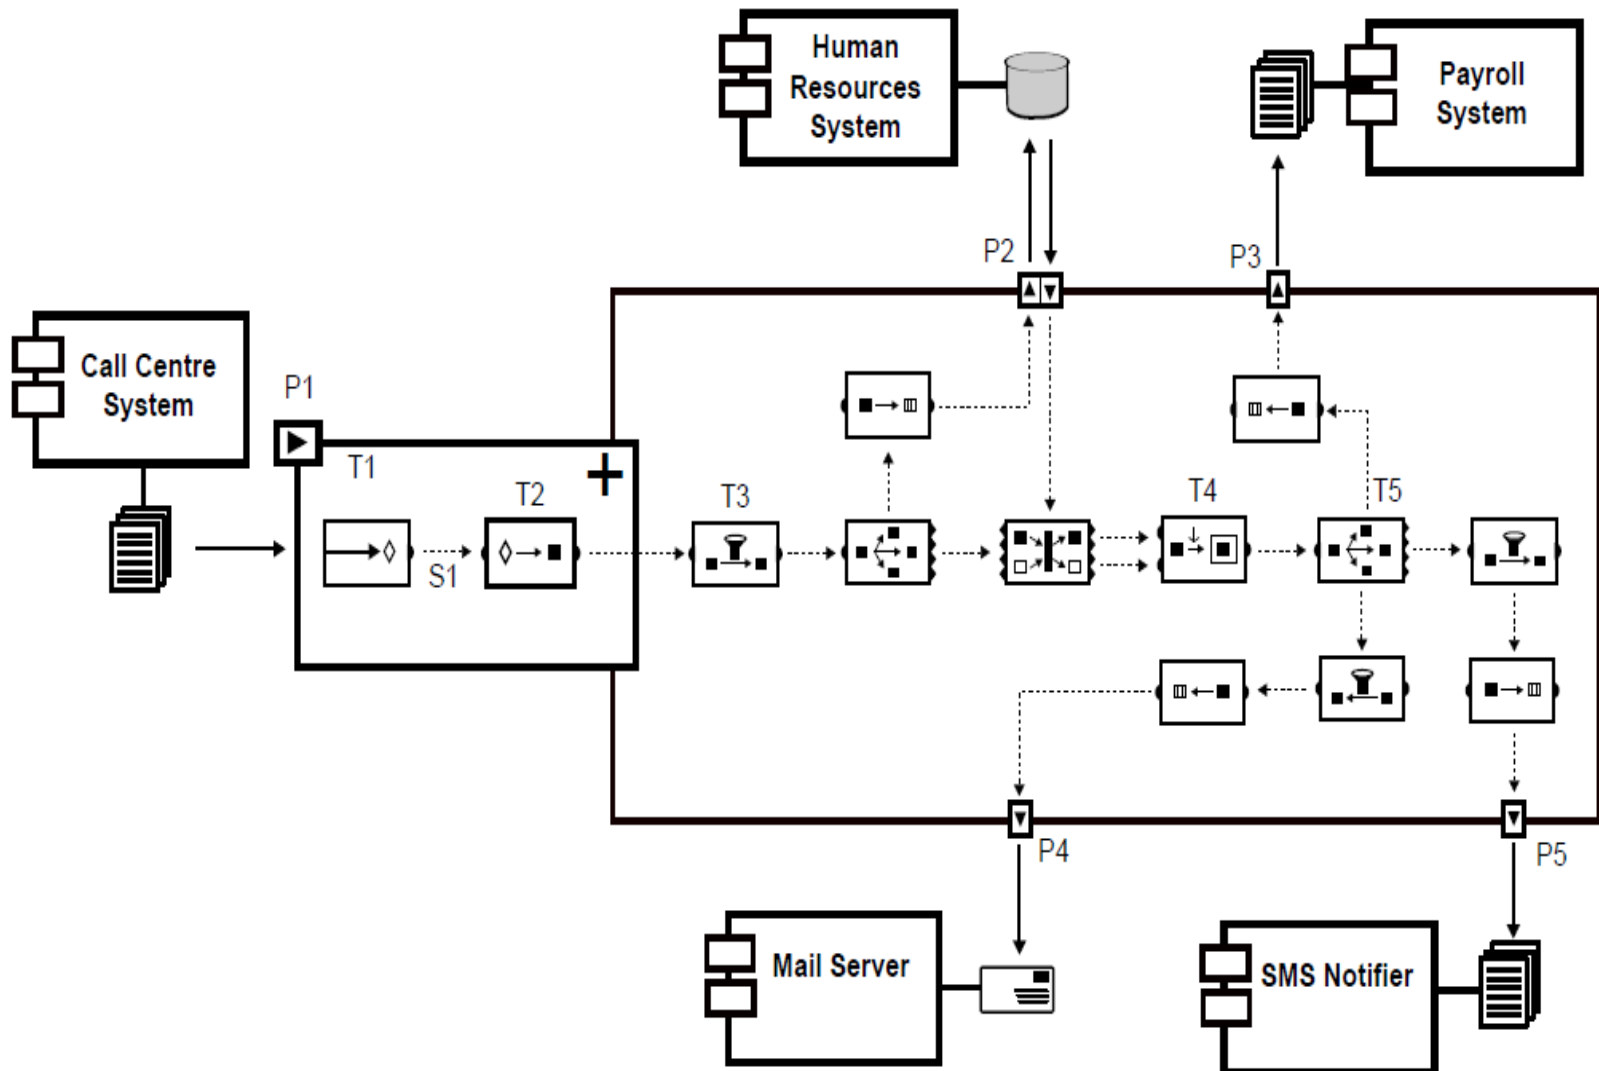 Human
Resources
System
Payroll
System
P2
P3
Call Centre
System
P1
T1
T2
S1
T3
T4
T5
P4
P5
Mail Server
SMS Notifier